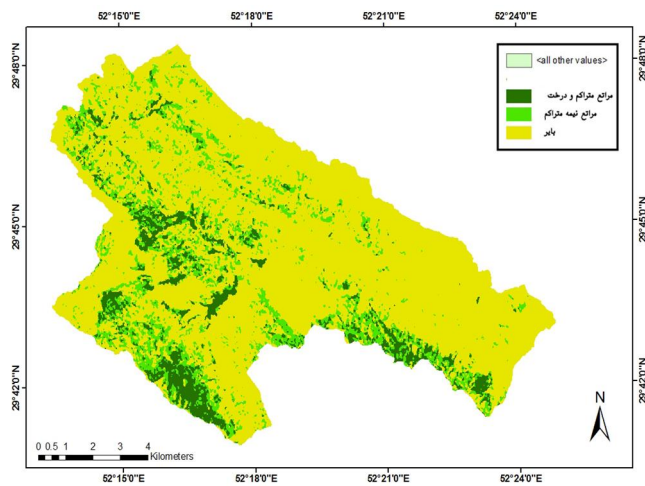 52°15'0"E 52°18'0"E 52°21'0"E 52°24'0"E
29°48'0"N 29°48'0"N
<all other values>
مراتع متراکم و درخت
مراتع نیمه متراکم
بایر
29°45'0"N 29°45'0"N
29°42'0"N 29°42'0"N
N
0 0.5 1 2 3 4
Kilometers
52°15'0"E 52°18'0"E 52°21'0"E 52°24'0"E